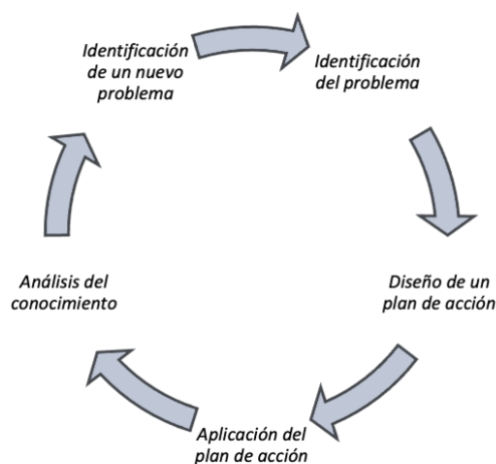 Identificación
de un nuevo
problema
Identificación
del problema
Diseño de un
plan de acción
Aplicación del
plan de acción
Análisis del
conocimiento